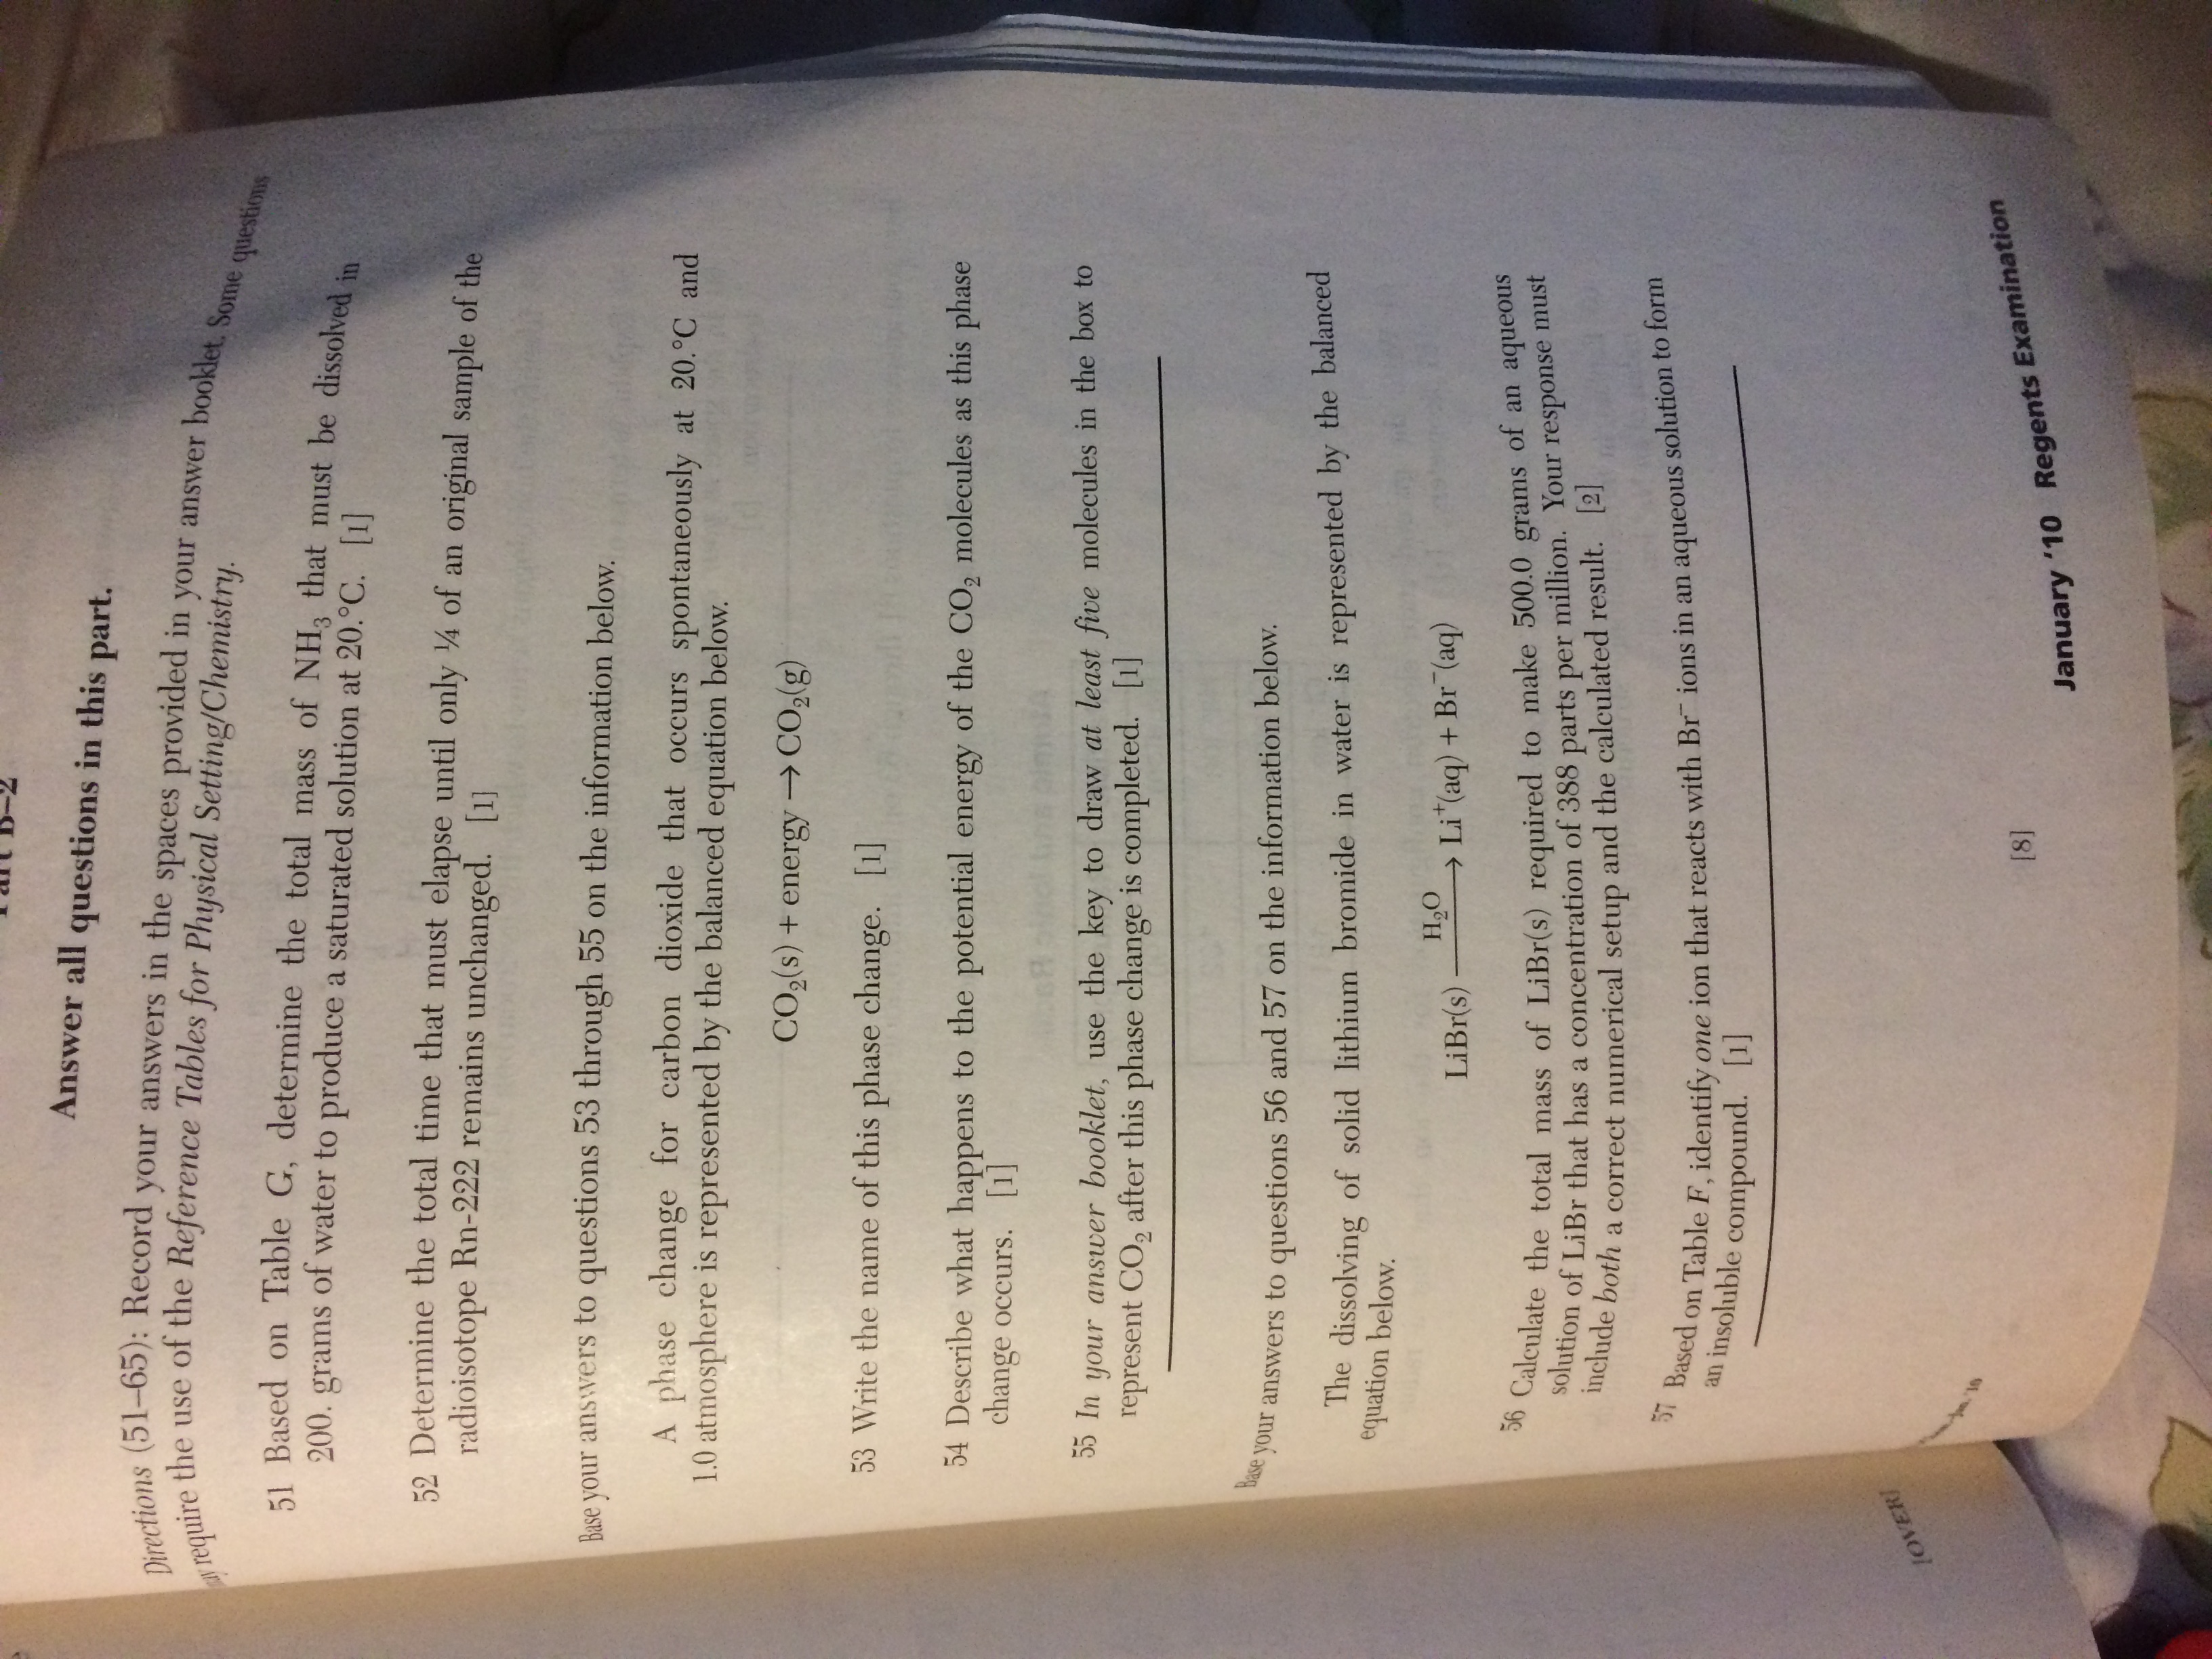 Part B–2
Answer all questions in this part.
Directions (51–65): Record your answers in the spaces provided in your answer booklet. Some questions
may require the use of the Reference Tables for Physical Setting/Chemistry.
51 Based on Table G, determine the total mass of NH₃ that must be dissolved in
200. grams of water to produce a saturated solution at 20.°C. [1]
52 Determine the total time that must elapse until only ¼ of an original sample of the
radioisotope Rn-222 remains unchanged. [1]
Base your answers to questions 53 through 55 on the information below.
A phase change for carbon dioxide that occurs spontaneously at 20.°C and
1.0 atmosphere is represented by the balanced equation below.
CO₂(s) + energy → CO₂(g)
53 Write the name of this phase change. [1]
54 Describe what happens to the potential energy of the CO₂ molecules as this phase
change occurs. [1]
55 In your answer booklet, use the key to draw at least five molecules in the box to
represent CO₂ after this phase change is completed. [1]
Base your answers to questions 56 and 57 on the information below.
The dissolving of solid lithium bromide in water is represented by the balanced
equation below.
H₂O
LiBr(s) → Li⁺(aq) + Br⁻(aq)
56 Calculate the total mass of LiBr(s) required to make 500.0 grams of an aqueous
solution of LiBr that has a concentration of 388 parts per million. Your response must
include both a correct numerical setup and the calculated result. [2]
57 Based on Table F, identify one ion that reacts with Br⁻ ions in an aqueous solution to form
an insoluble compound. [1]
[OVER]
'10
[8]
January '10 Regents Examination